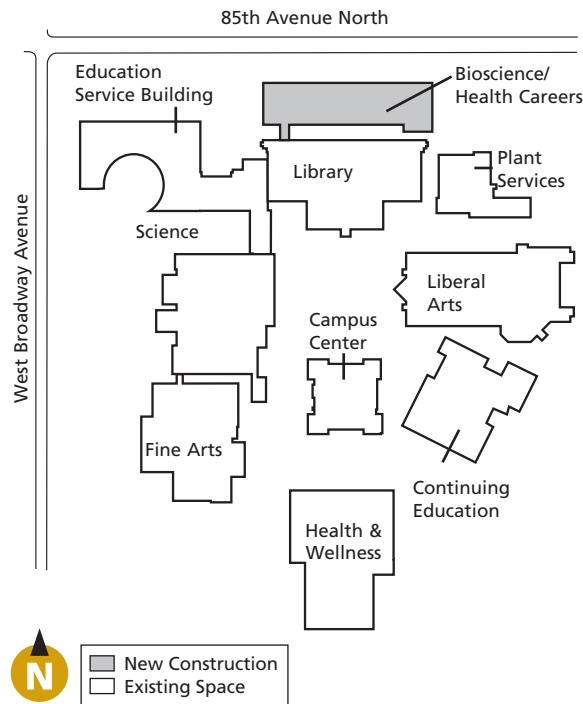 85th Avenue North
Education
Service Building
Bioscience/
Health Careers
Library
Plant
Services
West Broadway Avenue
Science
Liberal
Arts
Campus
Center
Fine Arts
Continuing
Education
Health &
Wellness
N
New Construction
Existing Space